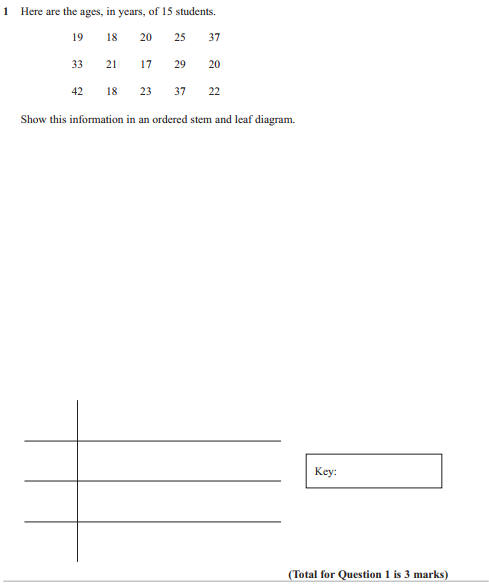 1 Here are the ages, in years, of 15 students.
19 18 20 25 37
33 21 17 29 20
42 18 23 37 22
Show this information in an ordered stem and leaf diagram.
Key:
(Total for Question 1 is 3 marks)